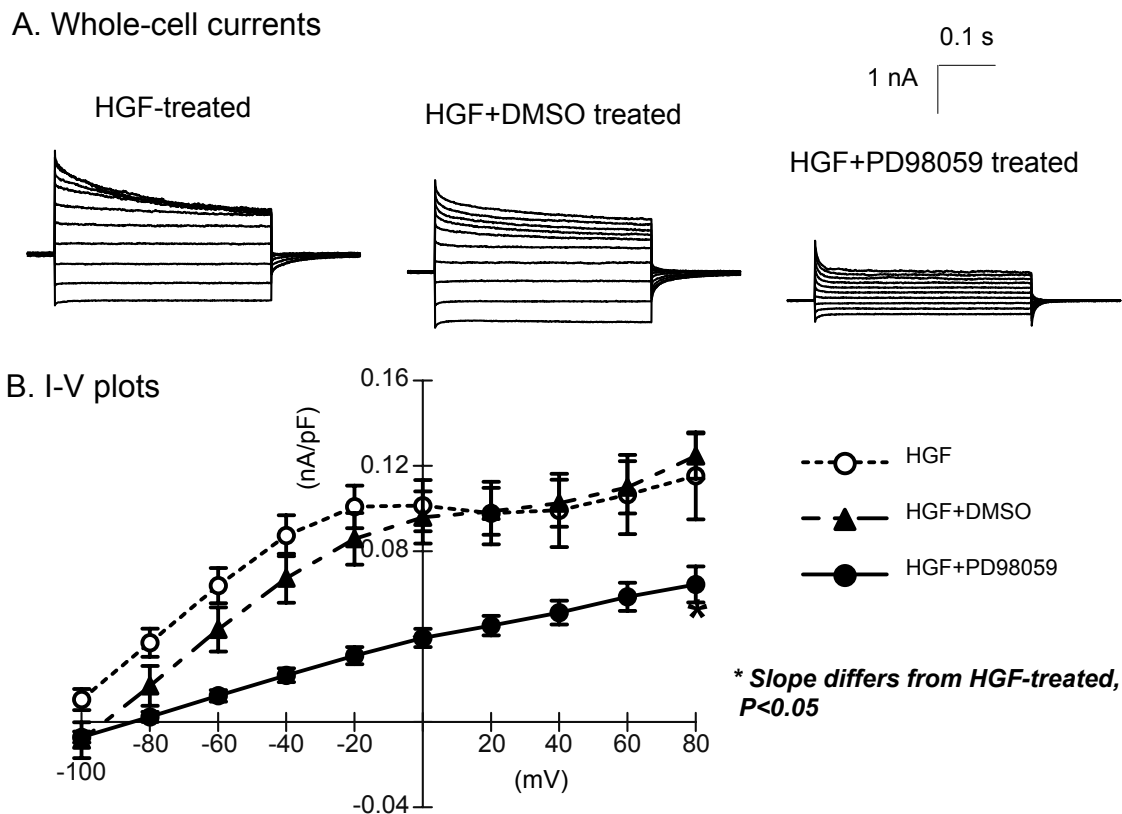 A. Whole-cell currents
0.1 s
1 nA
HGF-treated
HGF+DMSO treated
HGF+PD98059 treated
B. I-V plots
0.16
0.12
0.08
-0.04
(nA/pF)
-100
-80
-60
-40
-20
20
40
60
80
(mV)
HGF
HGF+DMSO
HGF+PD98059
*
* Slope differs from HGF-treated,
P<0.05